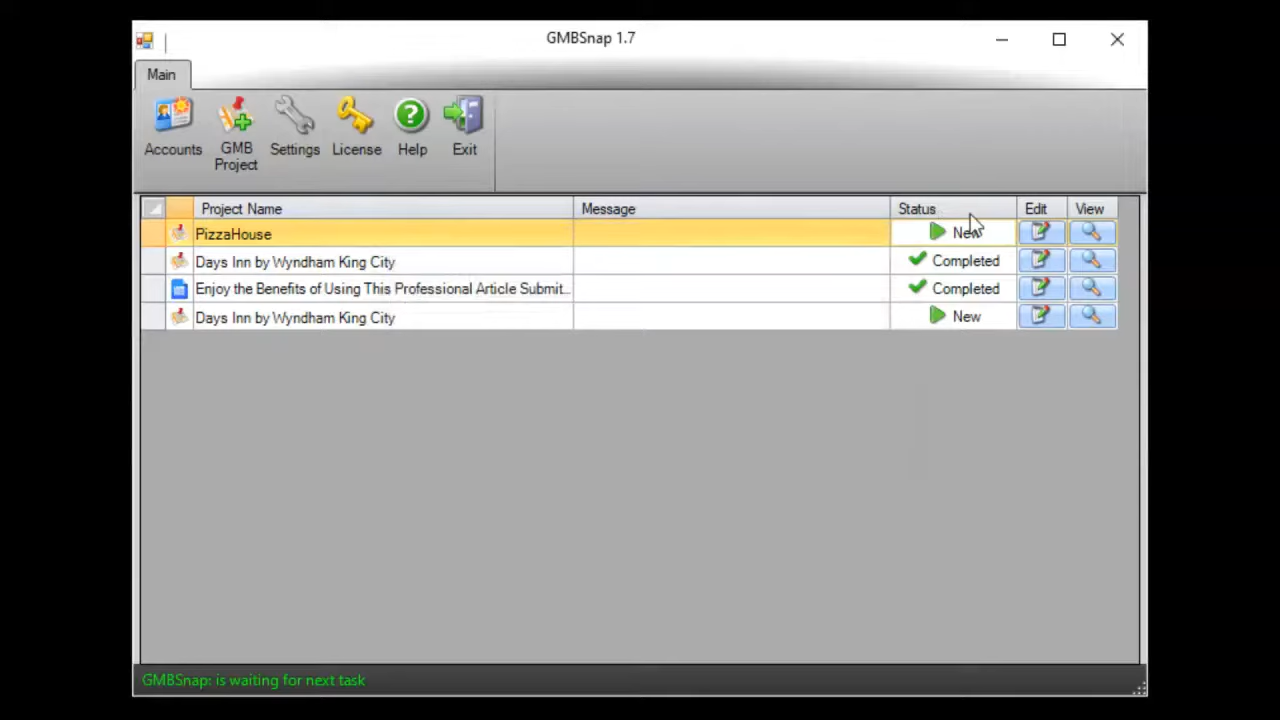 GMBSnap 1.7
Main
Accounts
GMB Project
Settings
License
Help
Exit
Project Name Message Status Edit View
PizzaHouse New
Days Inn by Wyndham King City Completed
Enjoy the Benefits of Using This Professional Article Submit... Completed
Days Inn by Wyndham King City New
GMBSnap: is waiting for next task